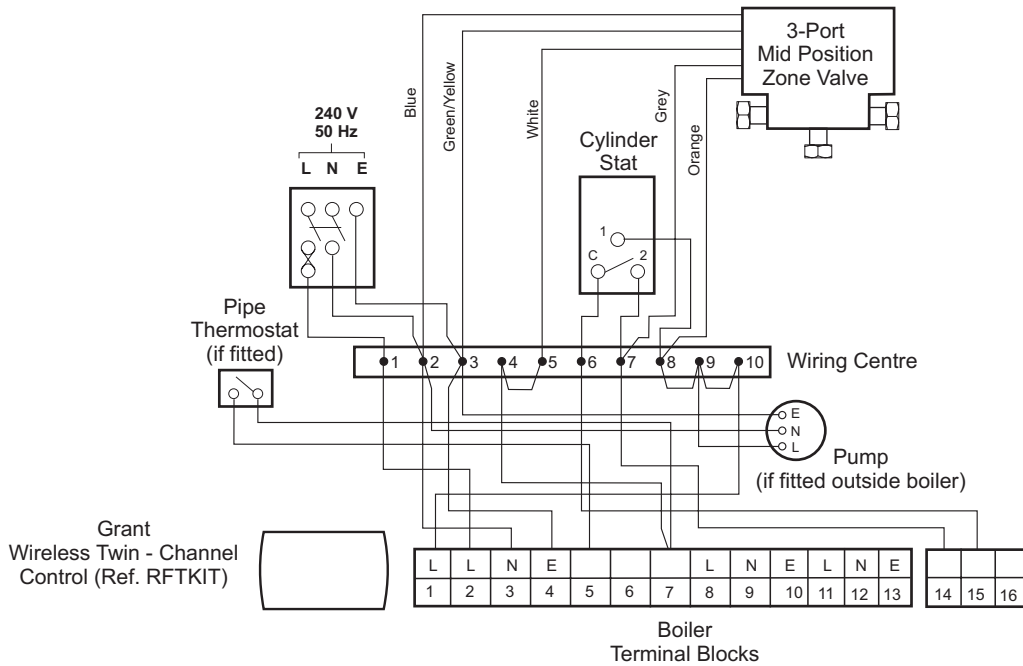 3-Port
Mid Position
Zone Valve
Blue
Green/Yellow
White
Grey
Orange
240 V
50 Hz
L N E
Cylinder
Stat
1
C 2
Pipe
Thermostat
(if fitted)
1 2 3 4 5 6 7 8 9 10
Wiring Centre
E
N
L
Pump
(if fitted outside boiler)
Grant
Wireless Twin - Channel
Control (Ref. RFTKIT)
L L N E L N E L N E
1 2 3 4 5 6 7 8 9 10 11 12 13 14 15 16
Boiler
Terminal Blocks